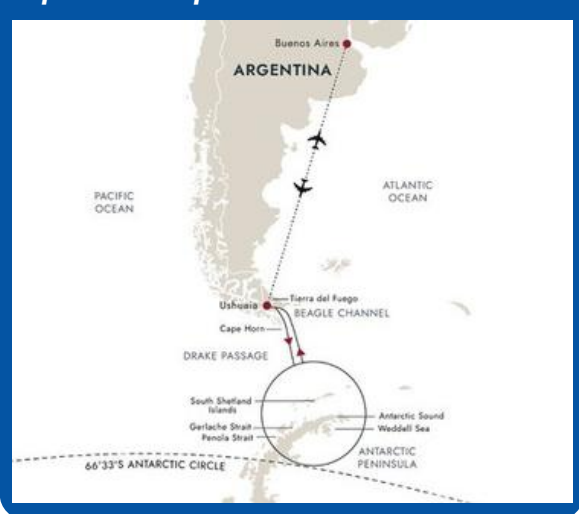 Buenos Aires
ARGENTINA
PACIFIC
OCEAN
ATLANTIC
OCEAN
Ushuaia
Tierra del Fuego
BEAGLE CHANNEL
Cape Horn
DRAKE PASSAGE
South Shetland
Islands
Antarctic Sound
Gerlache Strait
Weddell Sea
Penola Strait
ANTARCTIC
PENINSULA
66°33'S ANTARCTIC CIRCLE